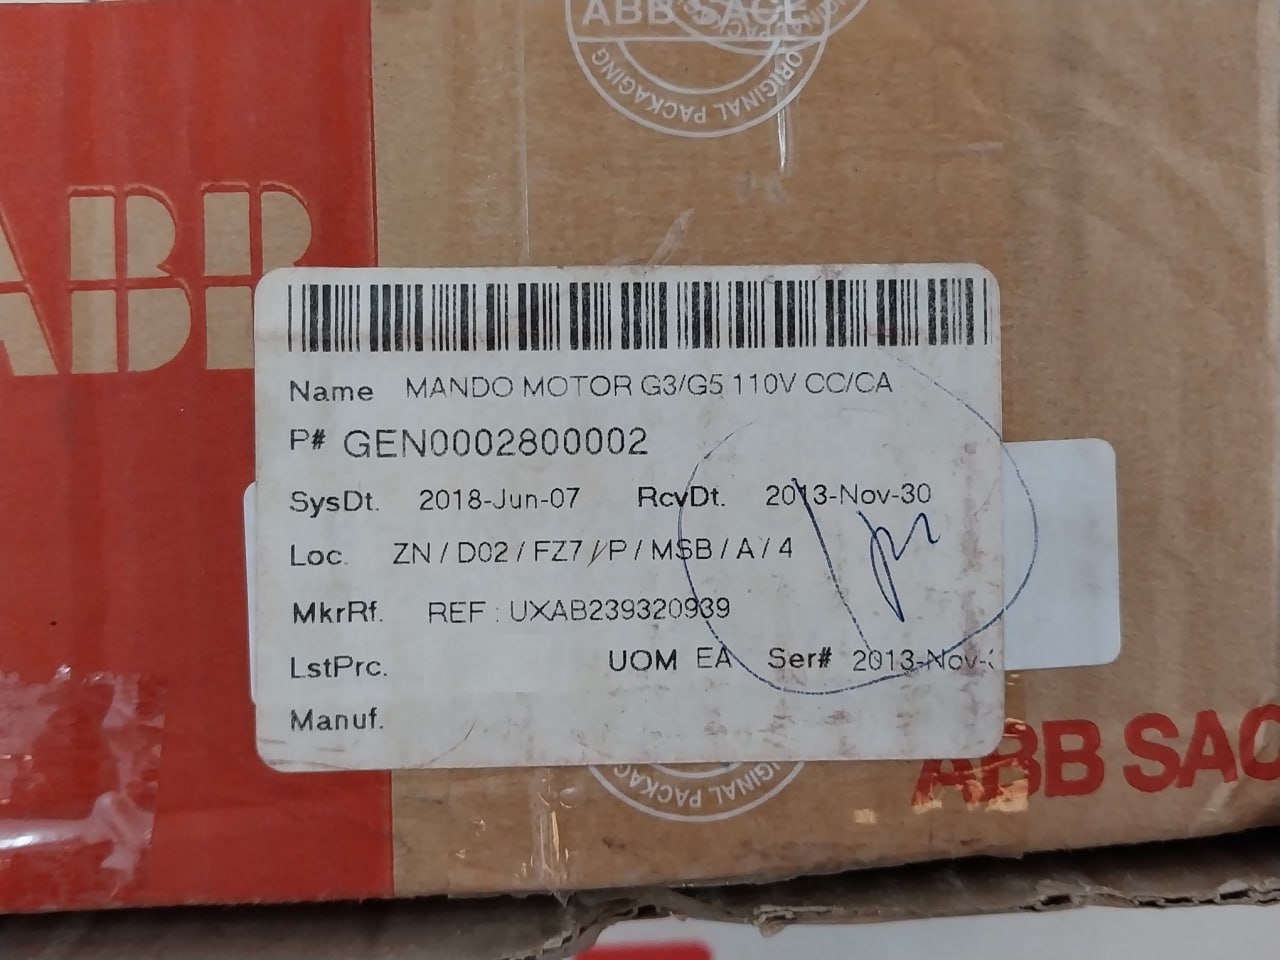 ABB SACE
ORIGINAL PACKAGING
ABB
Name MANDO MOTOR G3/G5 110V CC/CA
P# GEN0002800002
SysDt. 2018-Jun-07 RcvDt. 2013-Nov-30
Loc. ZN / D02 / FZ7 / P / MSB / A / 4
MkrRf. REF : UXAB239320939
LstPrc. UOM EA Ser# 2013-Nov-
Manuf.
ORIGINAL PACKAGING
ABB SAC